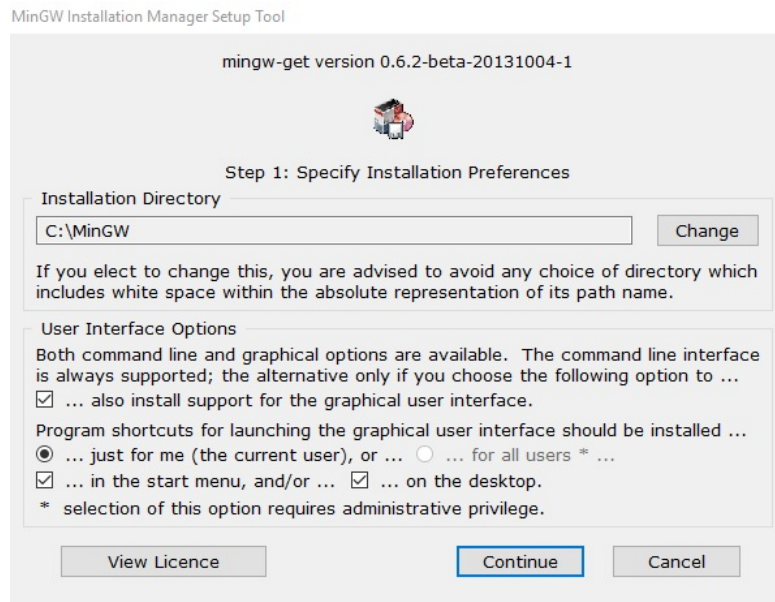 MinGW Installation Manager Setup Tool
mingw-get version 0.6.2-beta-20131004-1
Step 1: Specify Installation Preferences
Installation Directory
C:\MinGW
Change
If you elect to change this, you are advised to avoid any choice of directory which
includes white space within the absolute representation of its path name.
User Interface Options
Both command line and graphical options are available.  The command line interface
is always supported; the alternative only if you choose the following option to ...
... also install support for the graphical user interface.
Program shortcuts for launching the graphical user interface should be installed ...
... just for me (the current user), or ... ... for all users * ...
... in the start menu, and/or ... ... on the desktop.
* selection of this option requires administrative privilege.
View Licence
Continue
Cancel